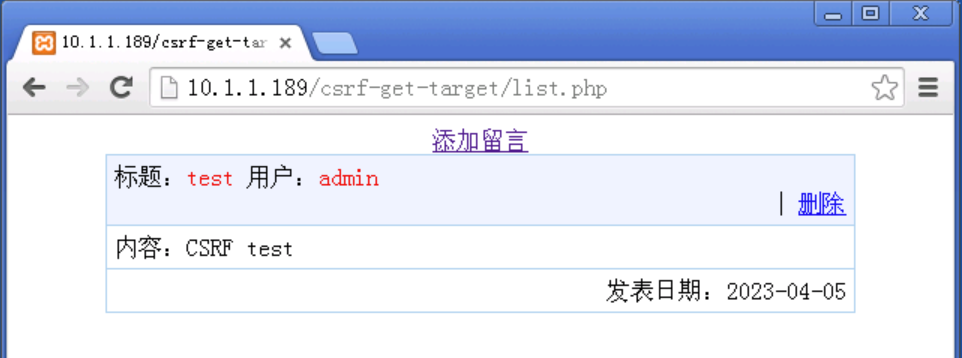 10.1.1.189/csrf-get-tar
10.1.1.189/csrf-get-target/list.php
添加留言
标题：test 用户：admin
| 删除
内容：CSRF test
发表日期：2023-04-05